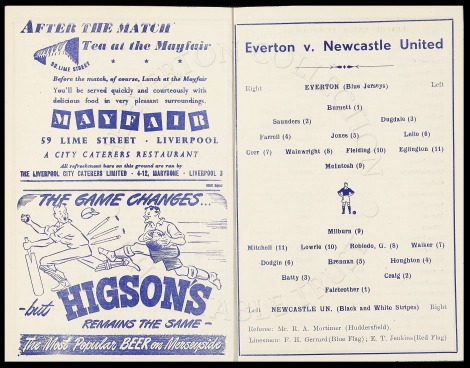 AFTER THE MATCH
Tea at the Mayfair
59, LIME STREET
Before the match, of course, Lunch at the Mayfair
You'll be served quickly and courteously with
delicious food in very pleasant surroundings.
MAYFAIR
59 LIME STREET · LIVERPOOL
A CITY CATERERS RESTAURANT
All refreshment bars on this ground are run by
THE LIVERPOOL CITY CATERERS LIMITED · 4-12, MARYBONE · LIVERPOOL 3
THE GAME CHANGES...
-but HIGSONS
REMAINS THE SAME -
The Most Popular BEER on Merseyside
Everton v. Newcastle United
Right EVERTON (Blue Jerseys) Left
Burnett (1)
Saunders (2) Dugdale (3)
Farrell (4) Jones (5) Lello (6)
Corr (7) Wainwright (8) Fielding (10) Eglington (11)
McIntosh (9)
Milburn (9)
Mitchell (11) Lowrie (10) Robledo, G. (8) Walker (7)
Dodgin (6) Brennan (5) Houghton (4)
Batty (3) Craig (2)
Fairbrother (1)
Left NEWCASTLE UN. (Black and White Stripes) Right
Referee: Mr. R. A. Mortimer (Huddersfield).
Linesmen: F. H. Gerrard (Blue Flag); E. T. Jenkins (Red Flag)